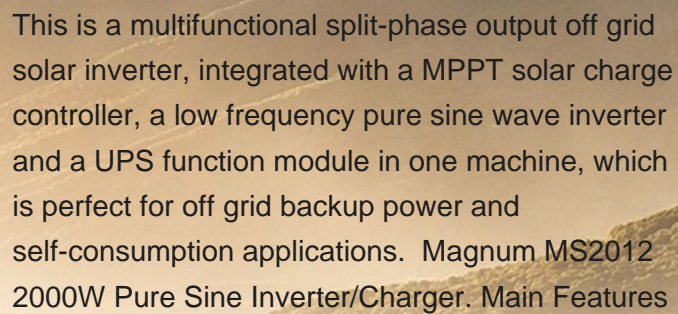 This is a multifunctional split-phase output off grid
solar inverter, integrated with a MPPT solar charge
controller, a low frequency pure sine wave inverter
and a UPS function module in one machine, which
is perfect for off grid backup power and
self-consumption applications. Magnum MS2012
2000W Pure Sine Inverter/Charger. Main Features